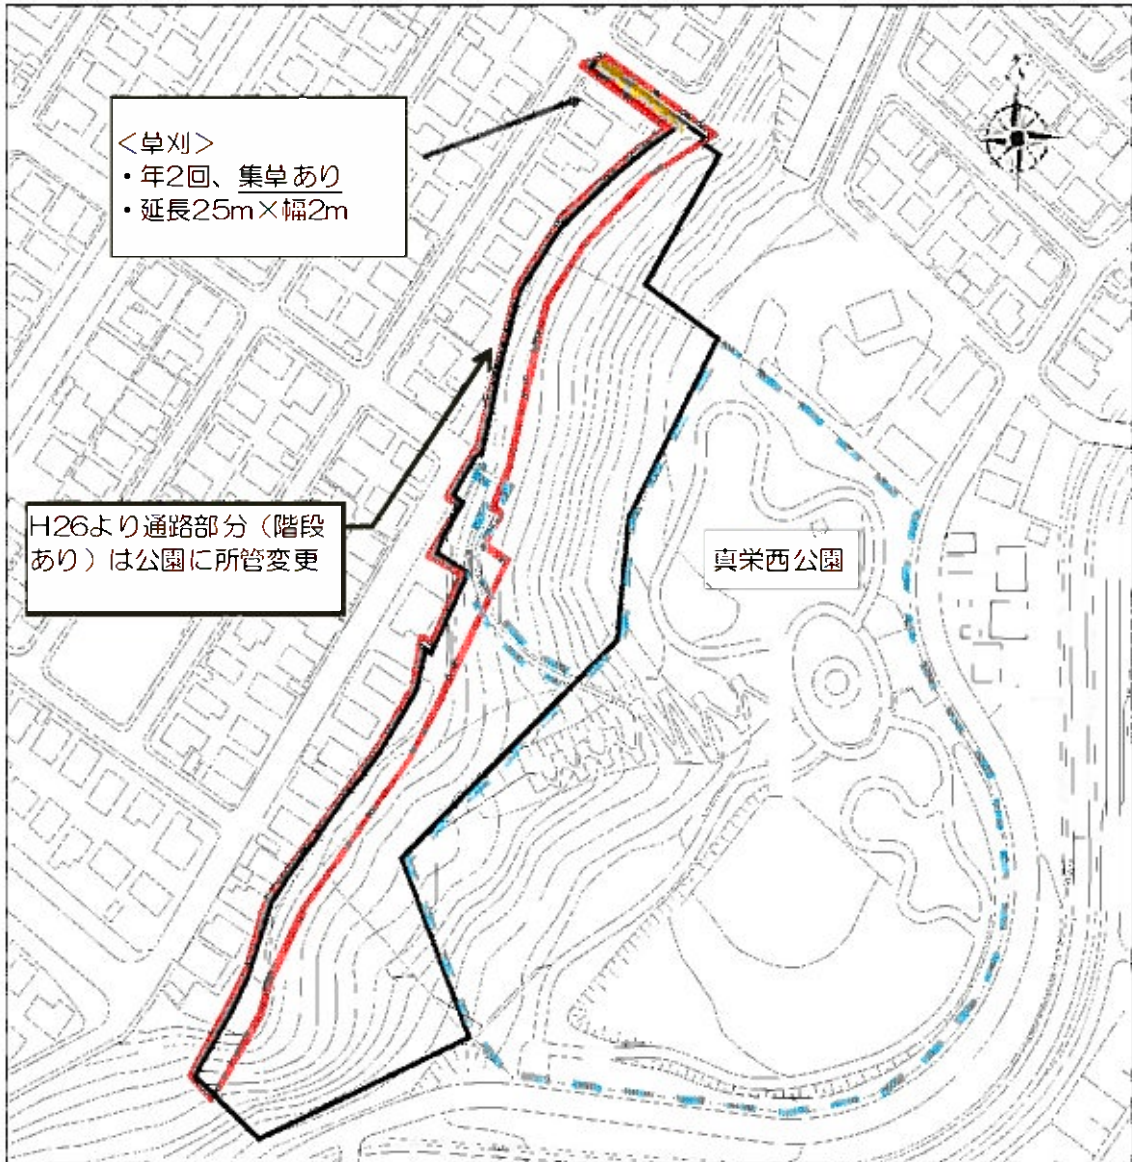 <草刈>
・年2回、集草あり
・延長25m×幅2m
H26より通路部分（階段
あり）は公園に所管変更
真栄西公園